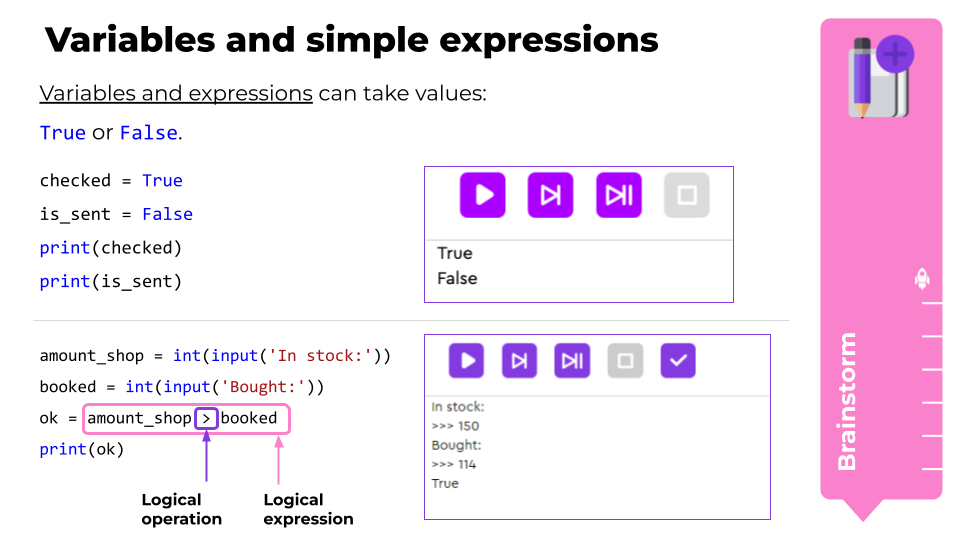 Variables and simple expressions
Variables and expressions can take values:
True or False.
checked = True
is_sent = False
print(checked)
print(is_sent)
True
False
amount_shop = int(input('In stock:'))
booked = int(input('Bought:'))
ok = amount_shop > booked
print(ok)
Logical
operation
Logical
expression
In stock:
>>> 150
Bought:
>>> 114
True
Brainstorm